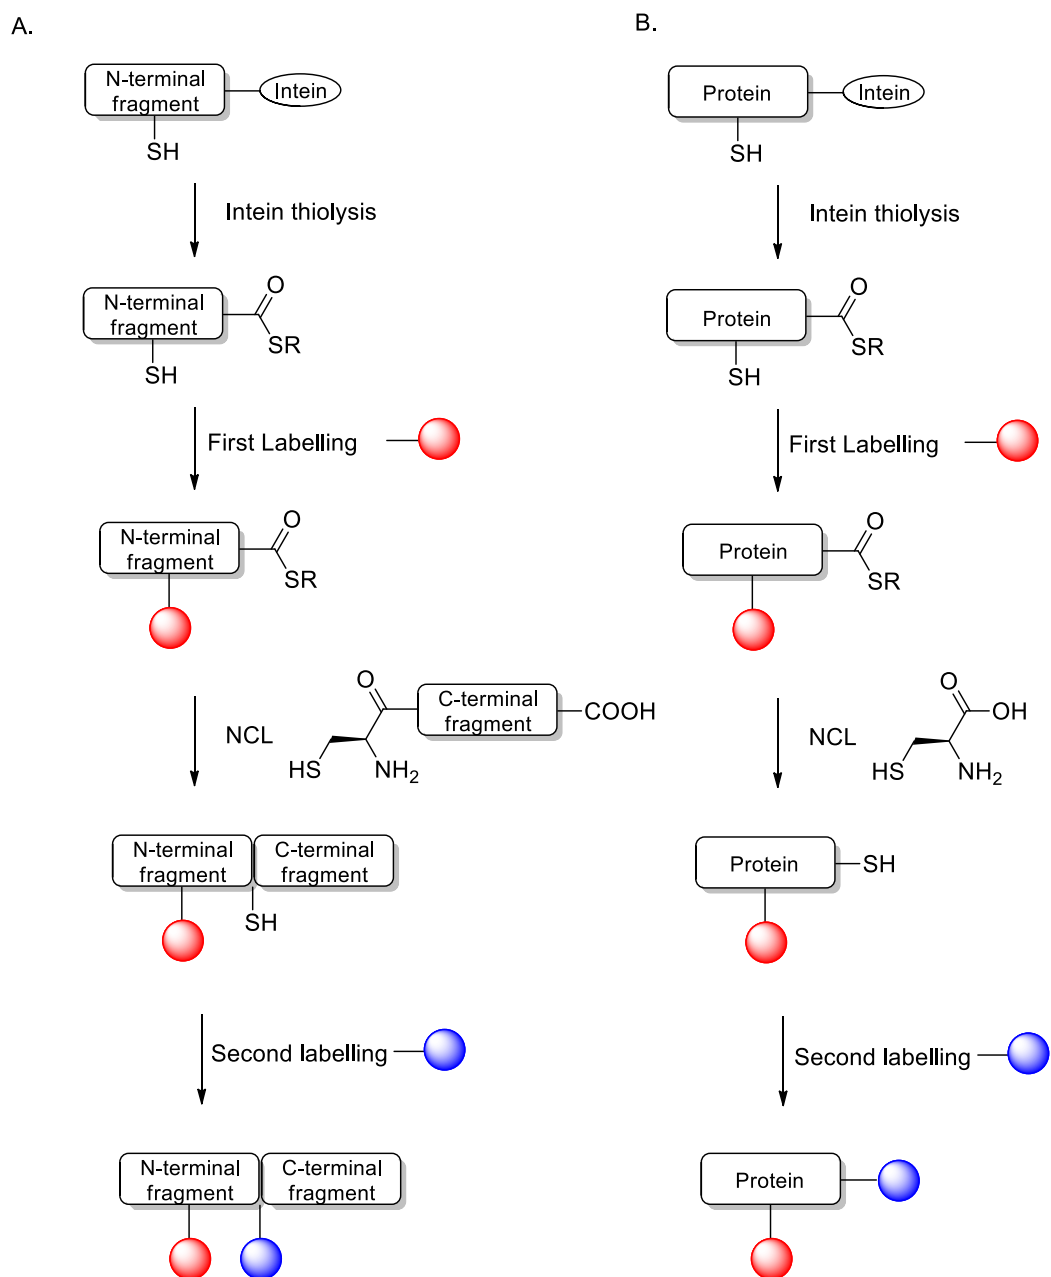 A.
N-terminal
fragment
Intein
SH
Intein thiolysis
N-terminal
fragment
O
SR
SH
First Labelling
N-terminal
fragment
O
SR
NCL
O
HS
NH2
C-terminal
fragment
COOH
N-terminal
fragment
C-terminal
fragment
SH
Second labelling
N-terminal
fragment
C-terminal
fragment
B.
Protein
Intein
SH
Intein thiolysis
Protein
O
SR
SH
First Labelling
Protein
O
SR
NCL
O
OH
HS
NH2
Protein
SH
Second labelling
Protein